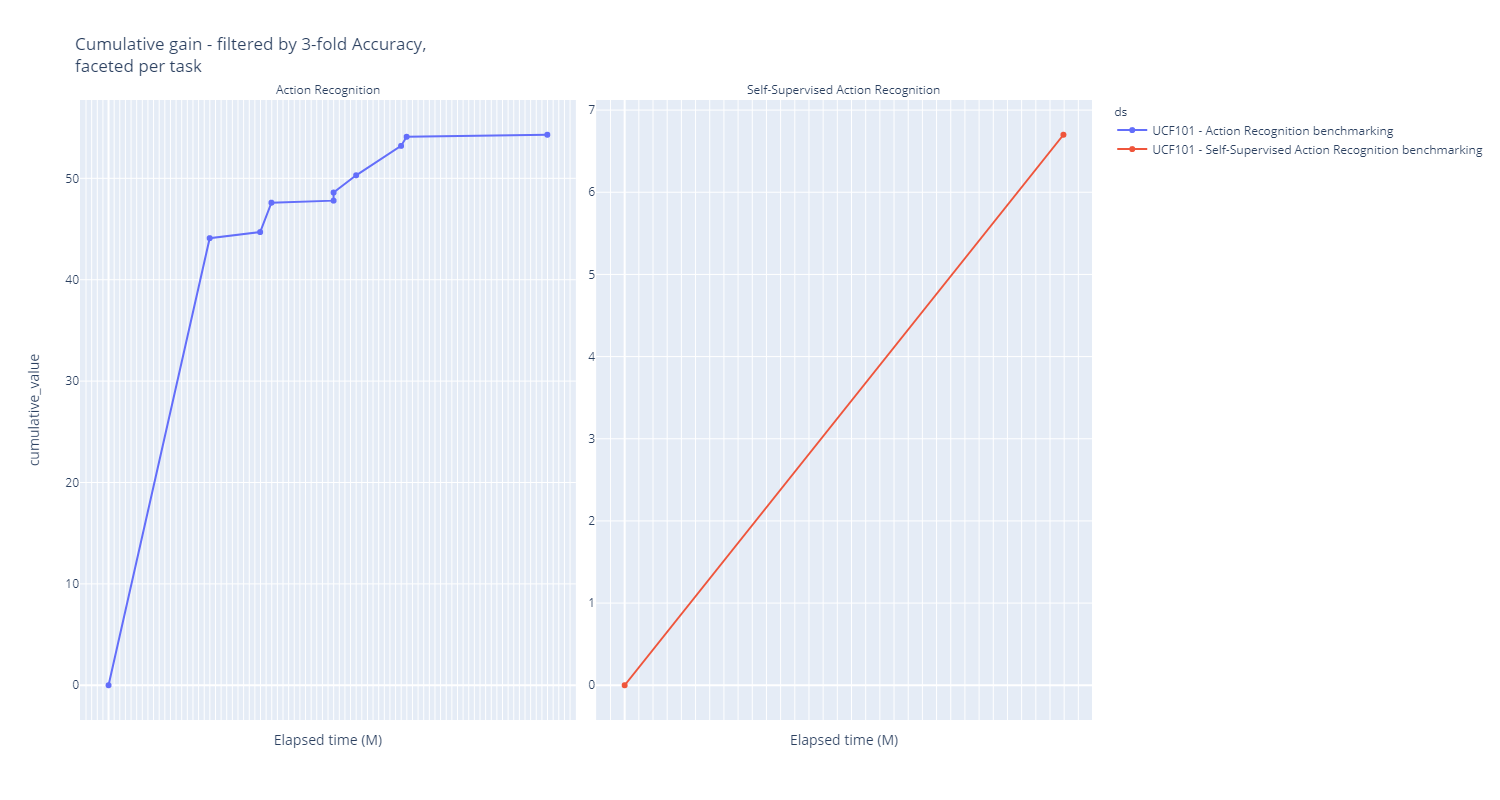 Cumulative gain - filtered by 3-fold Accuracy,
faceted per task
Action Recognition
Self-Supervised Action Recognition
ds
UCF101 - Action Recognition benchmarking
UCF101 - Self-Supervised Action Recognition benchmarking
cumulative_value
50
40
30
20
10
0
7
6
5
4
3
2
1
0
Elapsed time (M)
Elapsed time (M)